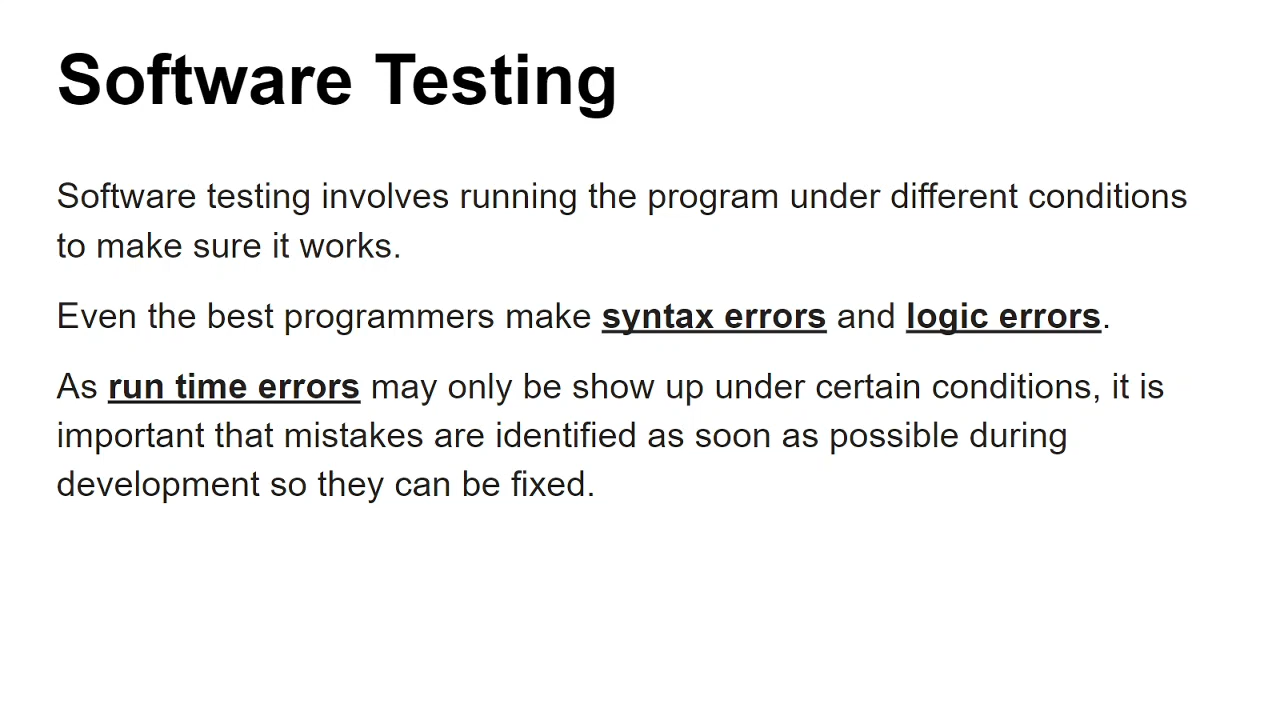 Software Testing
Software testing involves running the program under different conditions
to make sure it works.
Even the best programmers make syntax errors and logic errors.
As run time errors may only be show up under certain conditions, it is
important that mistakes are identified as soon as possible during
development so they can be fixed.